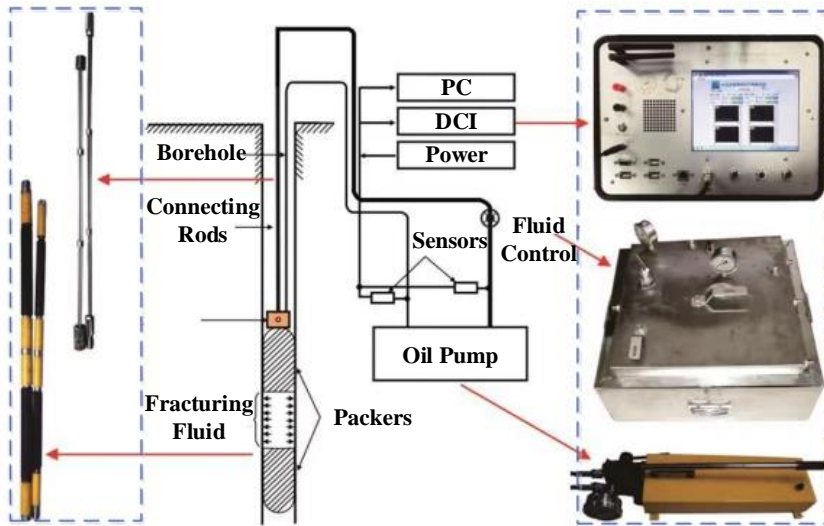 PC
DCI
Power
Borehole
Connecting
Rods
Sensors
Fluid
Control
Oil Pump
Fracturing
Fluid
Packers